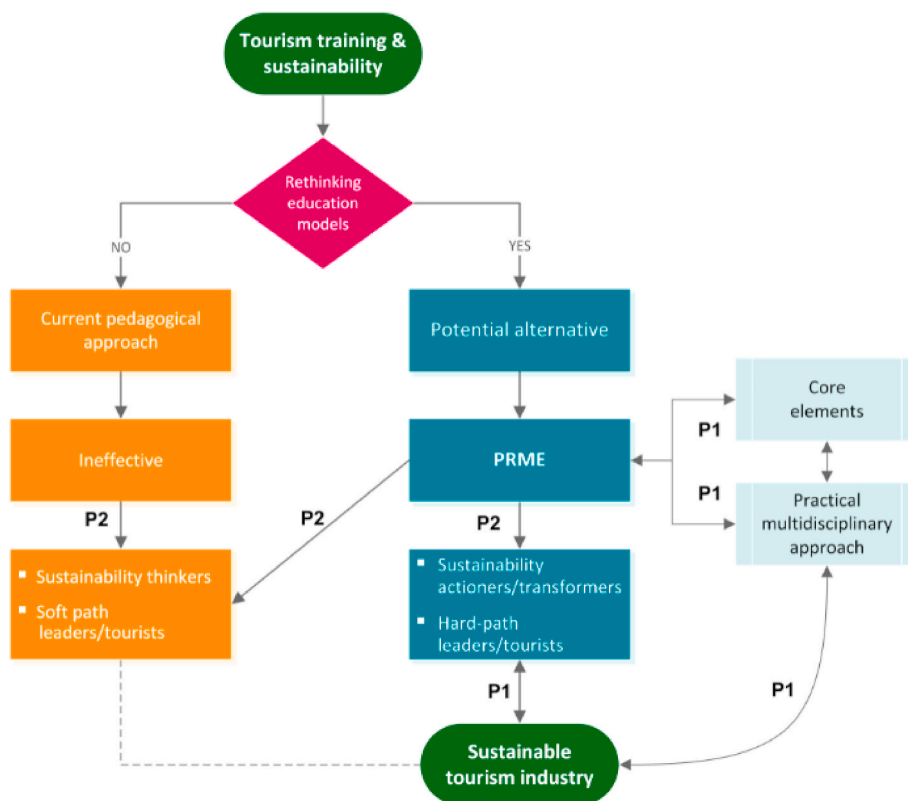 Tourism training &
sustainability
Rethinking
education
models
NO
YES
Current pedagogical
approach
Potential alternative
Core
elements
P1
Ineffective
PRME
P1
Practical
multidisciplinary
approach
P2
P2
P2
▪ Sustainability thinkers
▪ Soft path
leaders/tourists
▪ Sustainability
actioners/transformers
▪ Hard-path
leaders/tourists
P1
P1
Sustainable
tourism industry